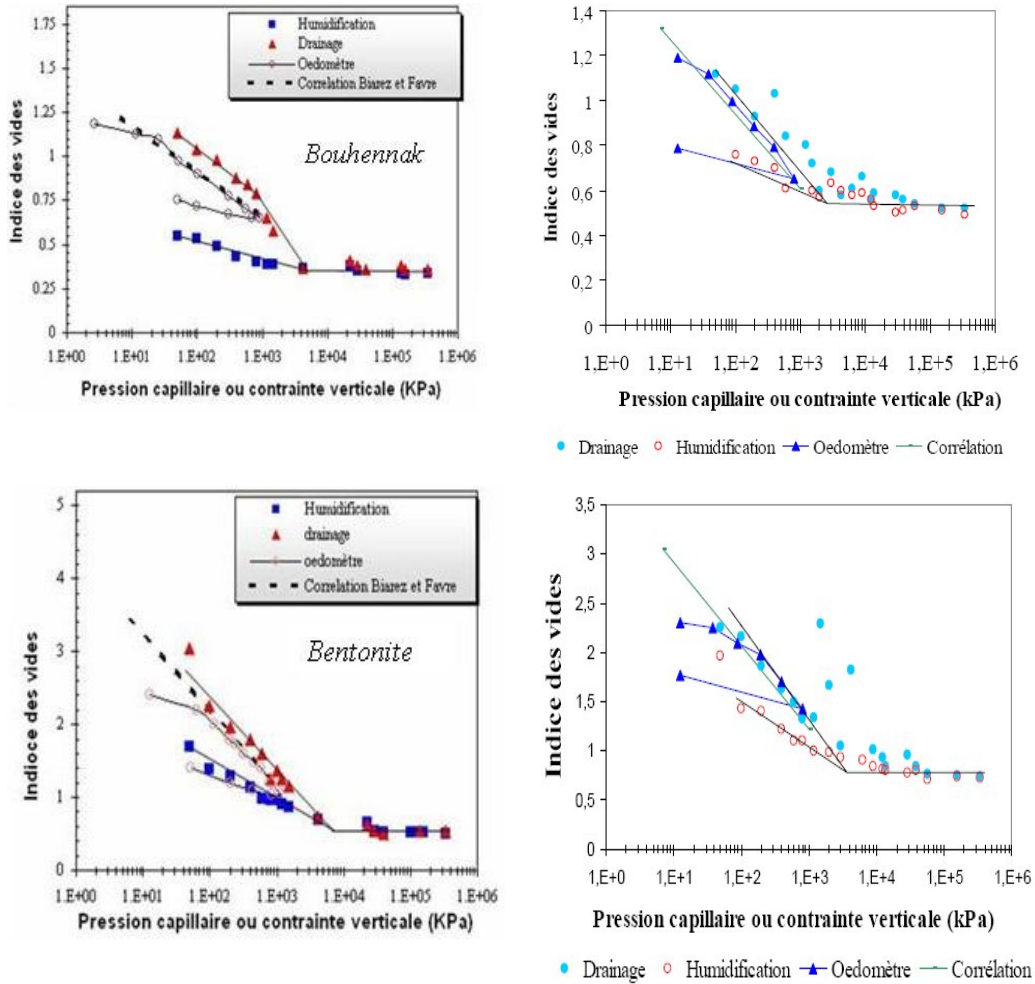 Indice des vides
1.75
1.5
1.25
1
0.75
0.5
0.25
0
Humidification
Drainage
Oedomètre
Correlation Biarez et Favre
Bouhennak
1.E+00 1.E+01 1.E+02 1.E+03 1.E+04 1.E+05 1.E+06
Pression capillaire ou contrainte verticale (KPa)
Indice des vides
1,4
1,2
1
0,8
0,6
0,4
0,2
0
1,E+0 1,E+1 1,E+2 1,E+3 1,E+4 1,E+5 1,E+6
Pression capillaire ou contrainte verticale (kPa)
Drainage Humidification Oedomètre Corrélation
Indioce des vides
5
4
3
2
1
0
Humidification
drainage
oedomètre
Correlation Biarez et Favre
Bentonite
1.E+00 1.E+01 1.E+02 1.E+03 1.E+04 1.E+05 1.E+06
Pression capillaire ou contrainte verticale (KPa)
Indice des vides
3,5
3
2,5
2
1,5
1
0,5
0
1,E+0 1,E+1 1,E+2 1,E+3 1,E+4 1,E+5 1,E+6
Pression capillaire ou contrainte verticale (kPa)
Drainage Humidification Oedomètre Corrélation